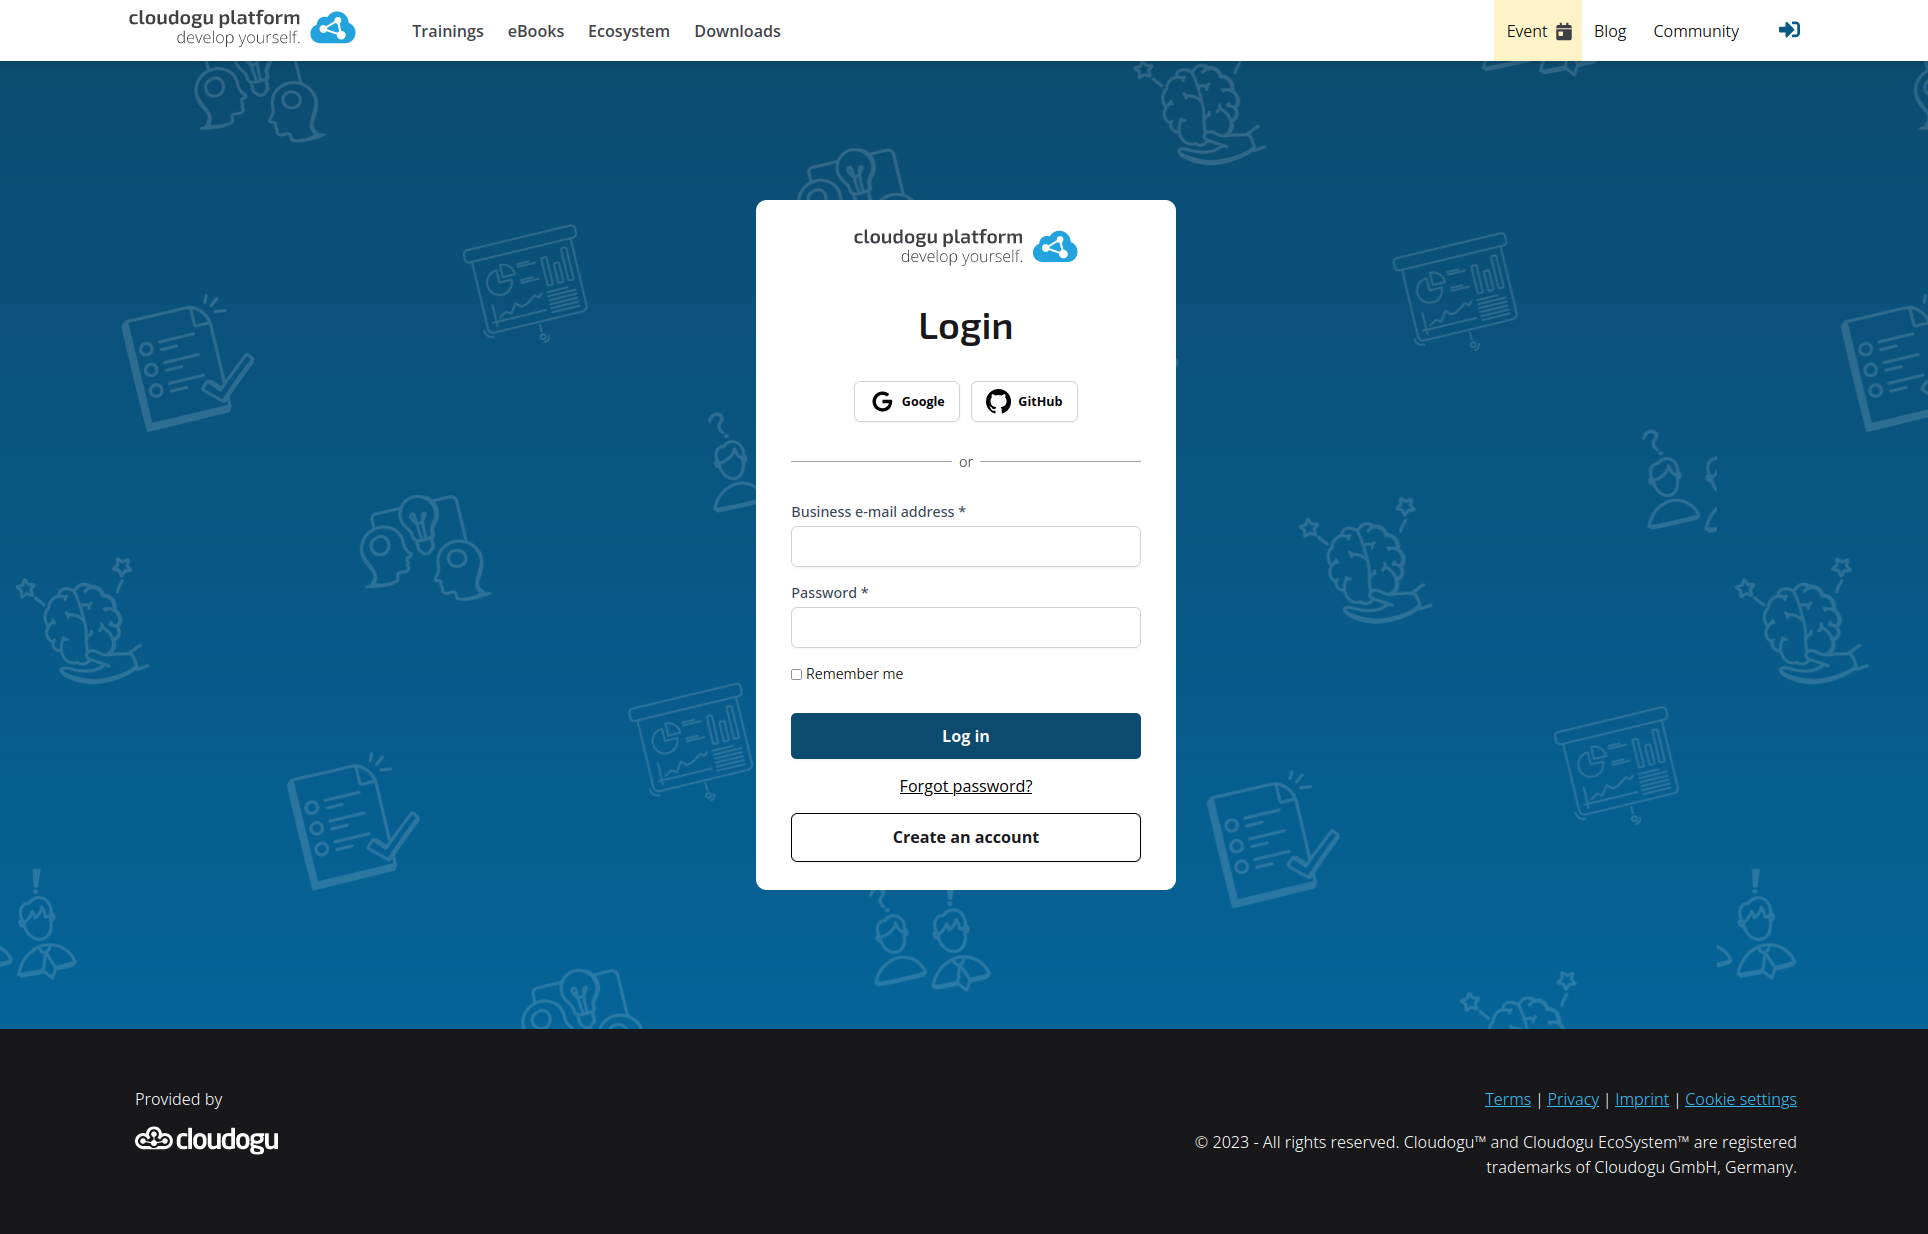 cloudogu platform
develop yourself.
Trainings eBooks Ecosystem Downloads
Event Blog Community
cloudogu platform
develop yourself.
Login
Google GitHub
or
Business e-mail address *
Password *
Remember me
Log in
Forgot password?
Create an account
Provided by
cloudogu
Terms | Privacy | Imprint | Cookie settings
© 2023 - All rights reserved. Cloudogu™ and Cloudogu EcoSystem™ are registered
trademarks of Cloudogu GmbH, Germany.